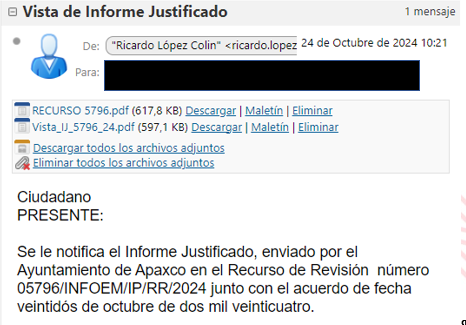 Vista de Informe Justificado 1 mensaje
De: "Ricardo López Colin" <ricardo.lopez 24 de Octubre de 2024 10:21
Para:
RECURSO 5796.pdf (617,8 KB) Descargar | Maletín | Eliminar
Vista_IJ_5796_24.pdf (597,1 KB) Descargar | Maletín | Eliminar
Descargar todos los archivos adjuntos
Eliminar todos los archivos adjuntos
Ciudadano
PRESENTE:
Se le notifica el Informe Justificado, enviado por el
Ayuntamiento de Apaxco en el Recurso de Revisión número
05796/INFOEM/IP/RR/2024 junto con el acuerdo de fecha
veintidós de octubre de dos mil veinticuatro.